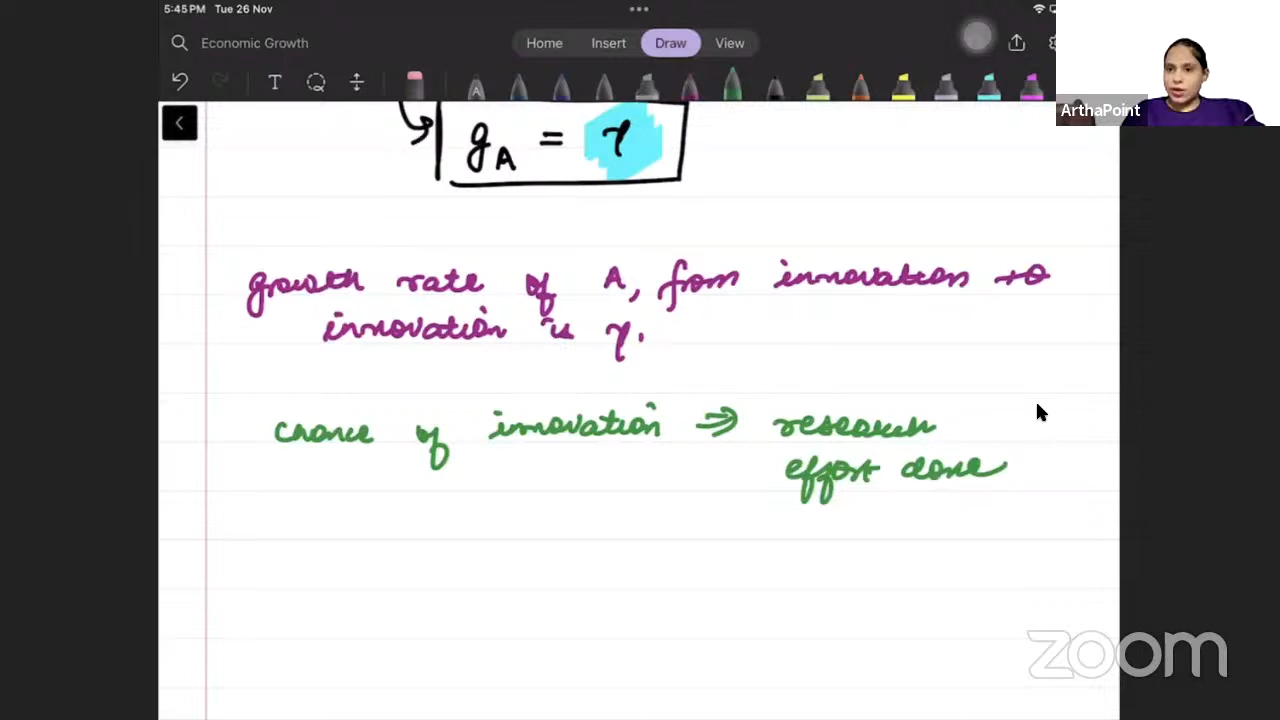 5:45 PM Tue 26 Nov
Economic Growth
Home Insert Draw View
T
A
ArthaPoint
gA = γ
growth rate of A, from innovation to
innovation is γ.
chance of innovation ⇒ research
effort done
zoom